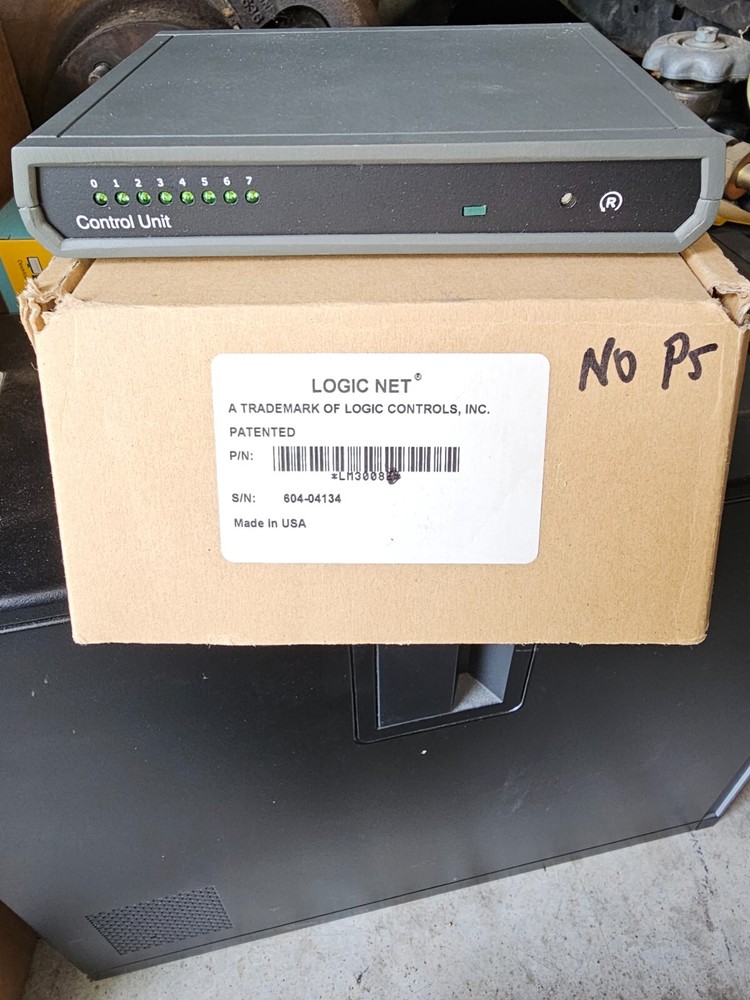 0 1 2 3 4 5 6 7
Control Unit
R
NO PS
LOGIC NET®
A TRADEMARK OF LOGIC CONTROLS, INC.
PATENTED
P/N:
S/N: 604-04134
Made in USA